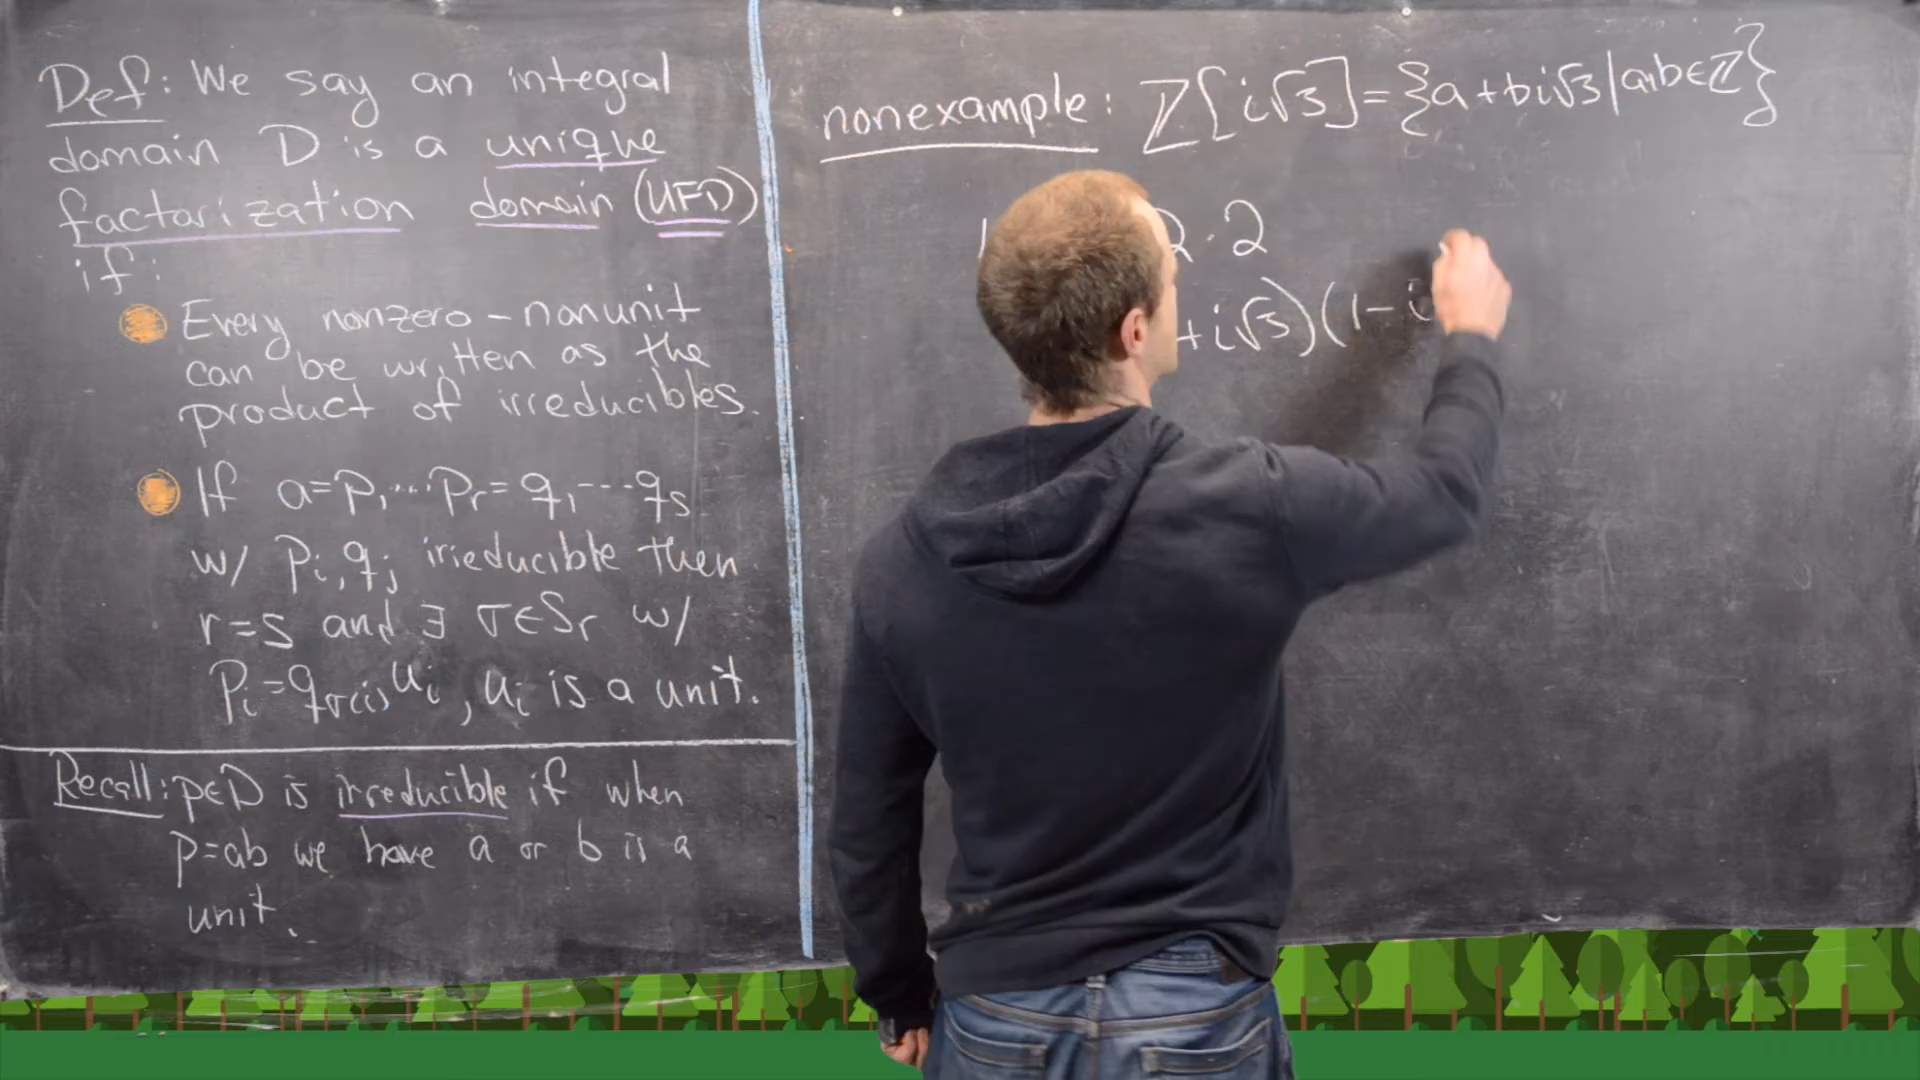 Def: We say an integral
domain D is a unique
factorization domain (UFD)
if:
Every nonzero-nonunit
can be written as the
product of irreducibles.
If a=p₁...pᵣ=q₁---qₛ
w/ pᵢ,qⱼ irreducible then
r=s and ∃ σ∈Sᵣ w/
pᵢ=q_σ(i)uᵢ, uᵢ is a unit.
Recall: p∈D is irreducible if when
p=ab we have a or b is a
unit.
nonexample: ℤ[i√3]={a+bi√3|a,b∈ℤ}
2·2
+i√3)(1-i